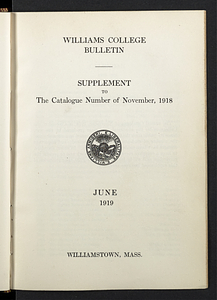 WILLIAMS COLLEGE
BULLETIN
SUPPLEMENT
TO
The Catalogue Number of November, 1918
JUNE
1919
WILLIAMSTOWN, MASS.